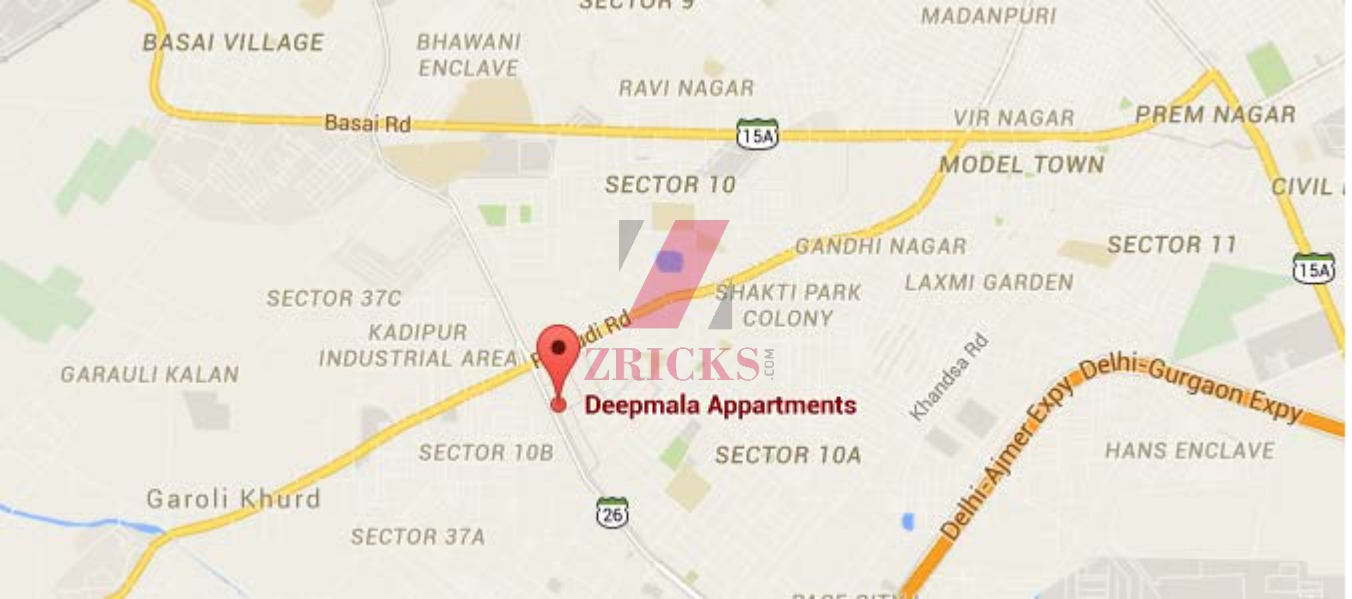 SECTOR 9
MADANPURI
BASAI VILLAGE
BHAWANI
ENCLAVE
RAVI NAGAR
Basai Rd
15A
VIR NAGAR
PREM NAGAR
MODEL TOWN
SECTOR 10
CIVIL
GANDHI NAGAR
SECTOR 11
15A
LAXMI GARDEN
SHAKTI PARK
COLONY
SECTOR 37C
KADIPUR
INDUSTRIAL AREA
Rd
ZRICKS.COM
Khandsa Rd
Delhi-Gurgaon Expy
GARAULI KALAN
Deepmala Appartments
Delhi-Ajmer Expy
SECTOR 10B
SECTOR 10A
HANS ENCLAVE
Garoli Khurd
26
SECTOR 37A